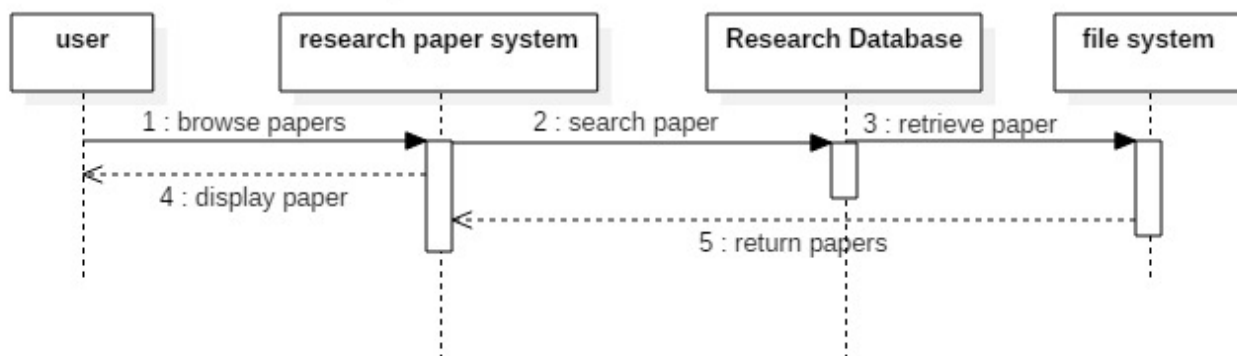 user
research paper system
Research Database
file system
1 : browse papers
2 : search paper
3 : retrieve paper
4 : display paper
5 : return papers